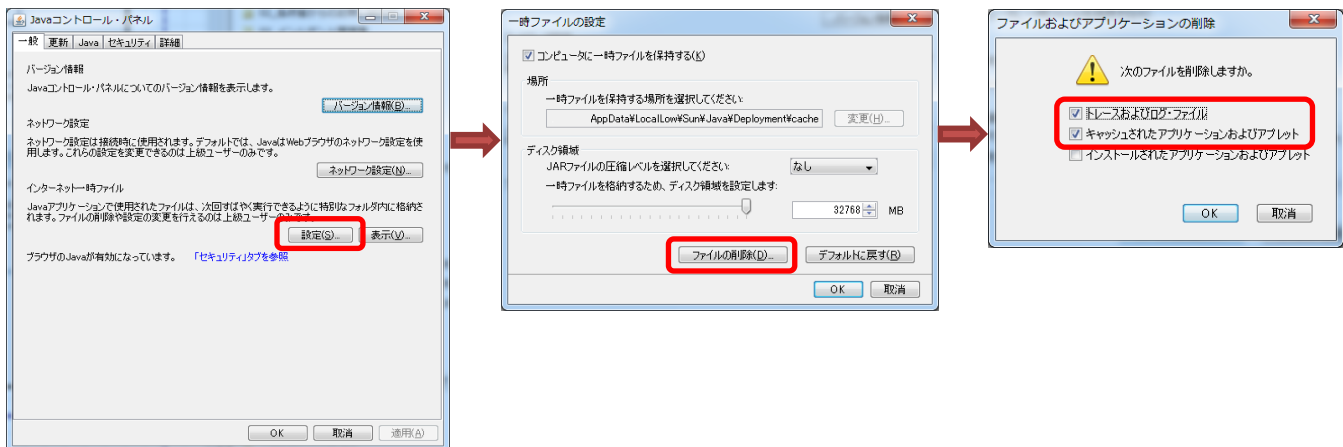 Javaコントロール・パネル
一般 更新 Java セキュリティ 詳細
バージョン情報
Javaコントロール・パネルについてのバージョン情報を表示します。
バージョン情報(B)...
ネットワーク設定
ネットワーク設定は接続時に使用されます。デフォルトでは、JavaはWebブラウザのネットワーク設定を使
用します。これらの設定を変更できるのは上級ユーザーのみです。
ネットワーク設定(N)...
インターネット一時ファイル
Javaアプリケーションで使用されたファイルは、次回すばやく実行できるように特別なフォルダ内に格納さ
れます。ファイルの削除や設定の変更を行えるのは上級ユーザーのみです。
設定(S)... 表示(V)...
ブラウザのJavaが有効になっています。 「セキュリティ」タブを参照
OK 取消 適用(A)
一時ファイルの設定
コンピュータに一時ファイルを保持する(K)
場所
一時ファイルを保持する場所を選択してください:
AppData¥LocalLow¥Sun¥Java¥Deployment¥cache 変更(H)...
ディスク領域
JARファイルの圧縮レベルを選択してください: なし
一時ファイルを格納するため、ディスク領域を設定します:
32768 MB
ファイルの削除(D)... デフォルトに戻す(R)
OK 取消
ファイルおよびアプリケーションの削除
次のファイルを削除しますか。
トレースおよびログ・ファイル
キャッシュされたアプリケーションおよびアプレット
インストールされたアプリケーションおよびアプレット
OK 取消